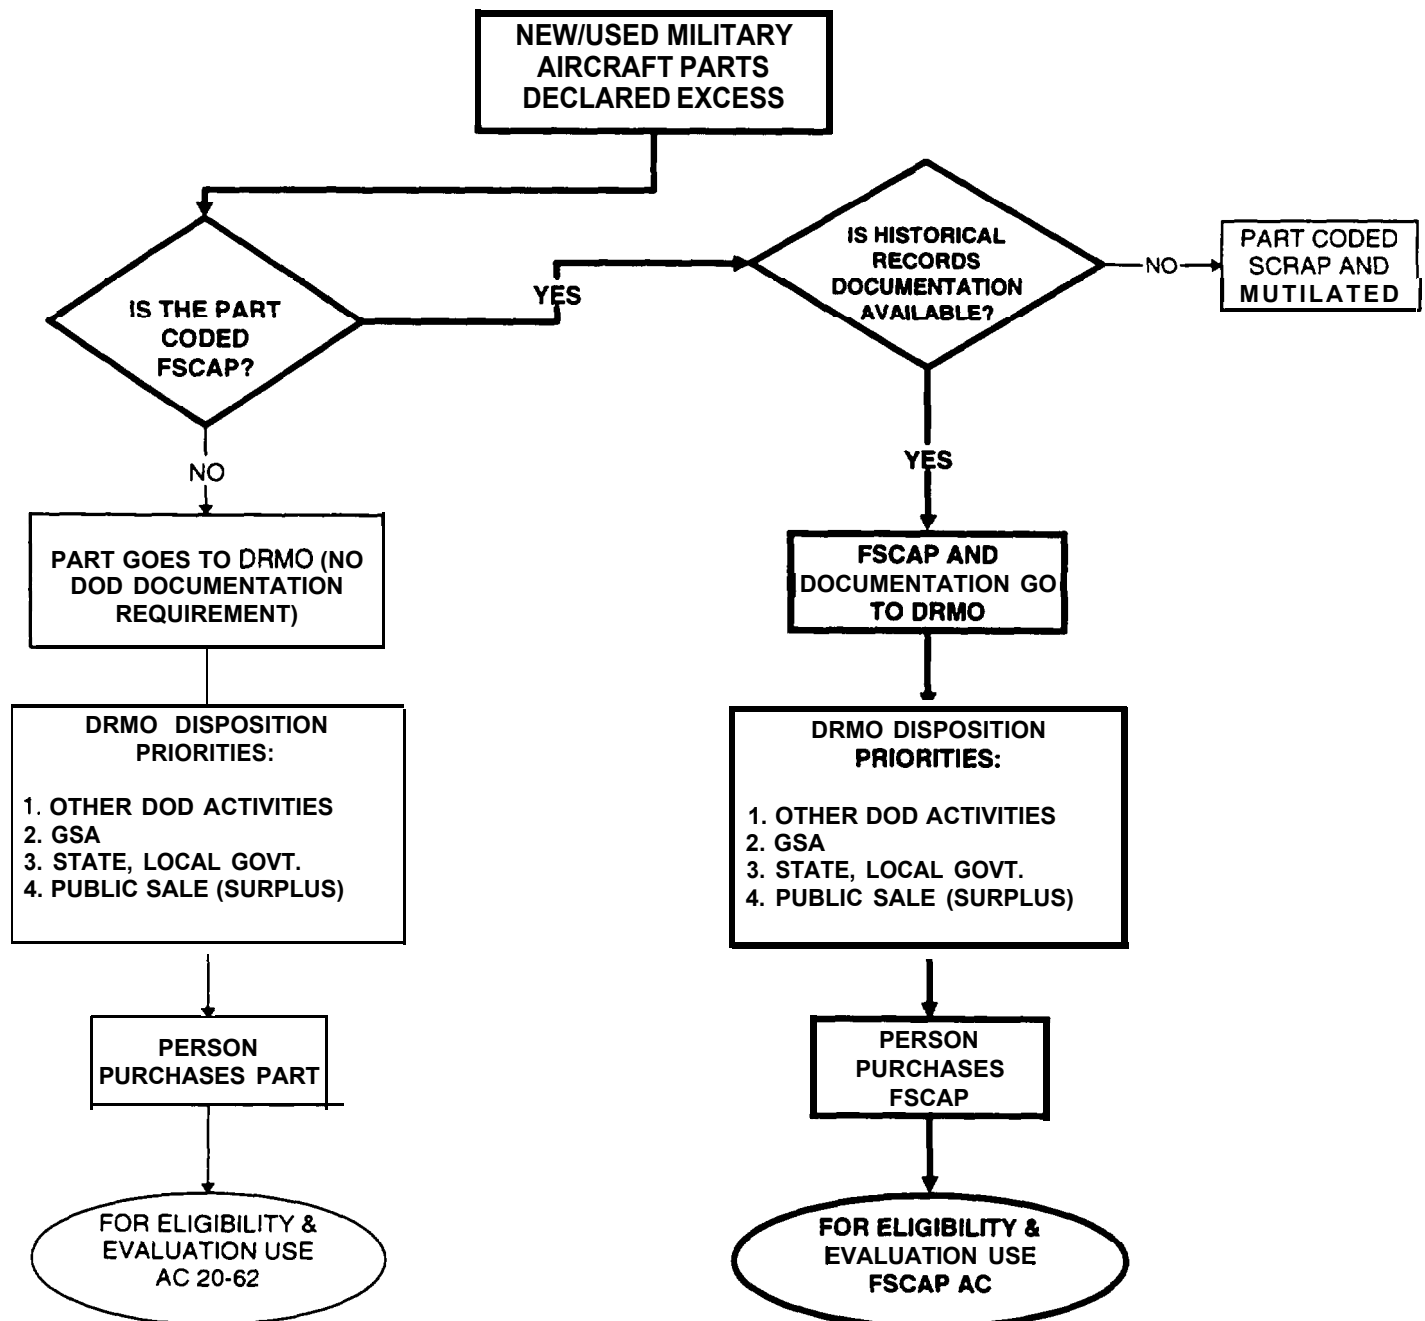 NEW/USED MILITARY
AIRCRAFT PARTS
DECLARED EXCESS
IS THE PART
CODED
FSCAP?
YES
IS HISTORICAL
RECORDS
DOCUMENTATION
AVAILABLE?
NO
PART CODED
SCRAP AND
MUTILATED
NO
PART GOES TO DRMO (NO
DOD DOCUMENTATION
REQUIREMENT)
DRMO DISPOSITION
PRIORITIES:
1. OTHER DOD ACTIVITIES
2. GSA
3. STATE, LOCAL GOVT.
4. PUBLIC SALE (SURPLUS)
PERSON
PURCHASES PART
FOR ELIGIBILITY &
EVALUATION USE
AC 20-62
YES
FSCAP AND
DOCUMENTATION GO
TO DRMO
DRMO DISPOSITION
PRIORITIES:
1. OTHER DOD ACTIVITIES
2. GSA
3. STATE, LOCAL GOVT.
4. PUBLIC SALE (SURPLUS)
PERSON
PURCHASES
FSCAP
FOR ELIGIBILITY &
EVALUATION USE
FSCAP AC